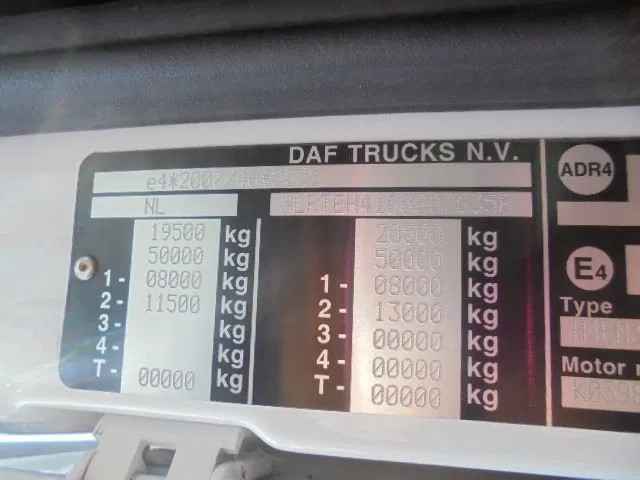 DAF TRUCKS N.V.
ADR4
NL
19500 kg kg
50000 kg 50000 kg
1- 08000 kg 1- 08000 kg
2- 11500 kg 2- 13000 kg
3- kg 3- 00000 kg
4- kg 4- 00000 kg
T- 00000 kg T- 00000 kg
E4
Type
Motor